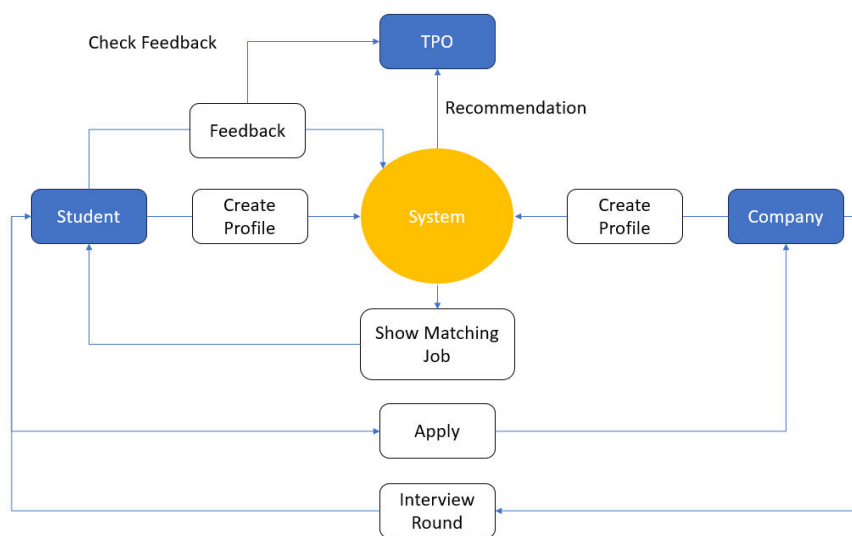 TPO
Check Feedback
Recommendation
Feedback
Student
Create
Profile
System
Create
Profile
Company
Show Matching
Job
Apply
Interview
Round